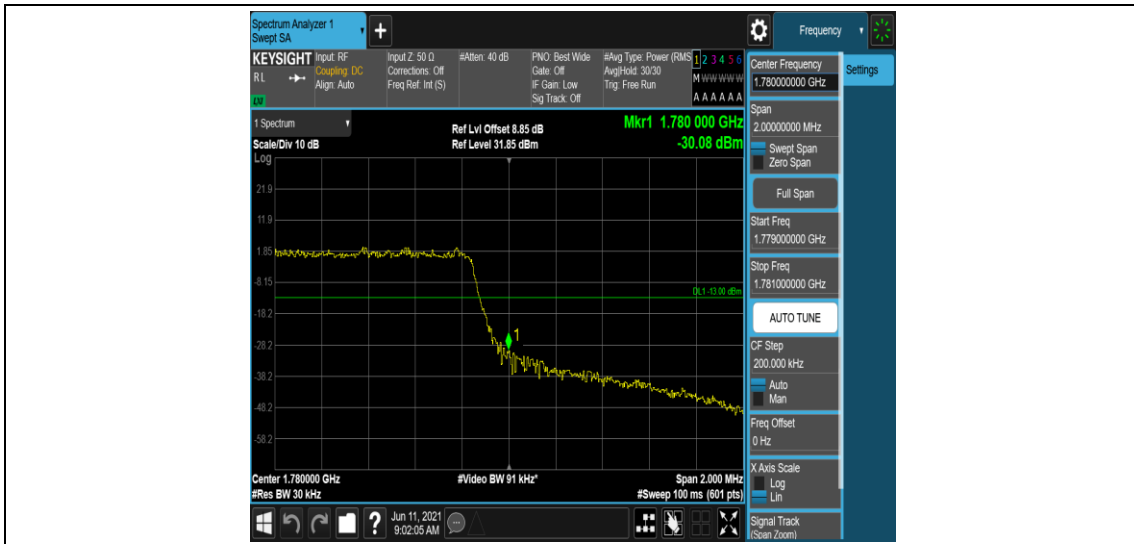 Spectrum Analyzer 1
Swept SA
+
Frequency
KEYSIGHT
RL
LXI
Input: RF
Coupling: DC
Align: Auto
Input Z: 50 Ω
Corrections: Off
Freq Ref: Int (S)
#Atten: 40 dB
PNO: Best Wide
Gate: Off
IF Gain: Low
Sig Track: Off
#Avg Type: Power (RMS
Avg|Hold: 30/30
Trig: Free Run
1 2 3 4 5 6
M W W W W W
A A A A A A
1 Spectrum
Scale/Div 10 dB
Log
Ref Lvl Offset 8.85 dB
Ref Level 31.85 dBm
Mkr1 1.780 000 GHz
-30.08 dBm
21.9
11.9
1.85
-8.15
-18.2
-28.2
-38.2
-48.2
-58.2
DL1 -13.00 dBm
1
Center 1.780000 GHz
#Res BW 30 kHz
#Video BW 91 kHz*
Span 2.000 MHz
#Sweep 100 ms (601 pts)
Center Frequency
1.780000000 GHz
Settings
Span
2.00000000 MHz
Swept Span
Zero Span
Full Span
Start Freq
1.779000000 GHz
Stop Freq
1.781000000 GHz
AUTO TUNE
CF Step
200.000 kHz
Auto
Man
Freq Offset
0 Hz
X Axis Scale
Log
Lin
Signal Track
(Span Zoom)
?
Jun 11, 2021
9:02:05 AM